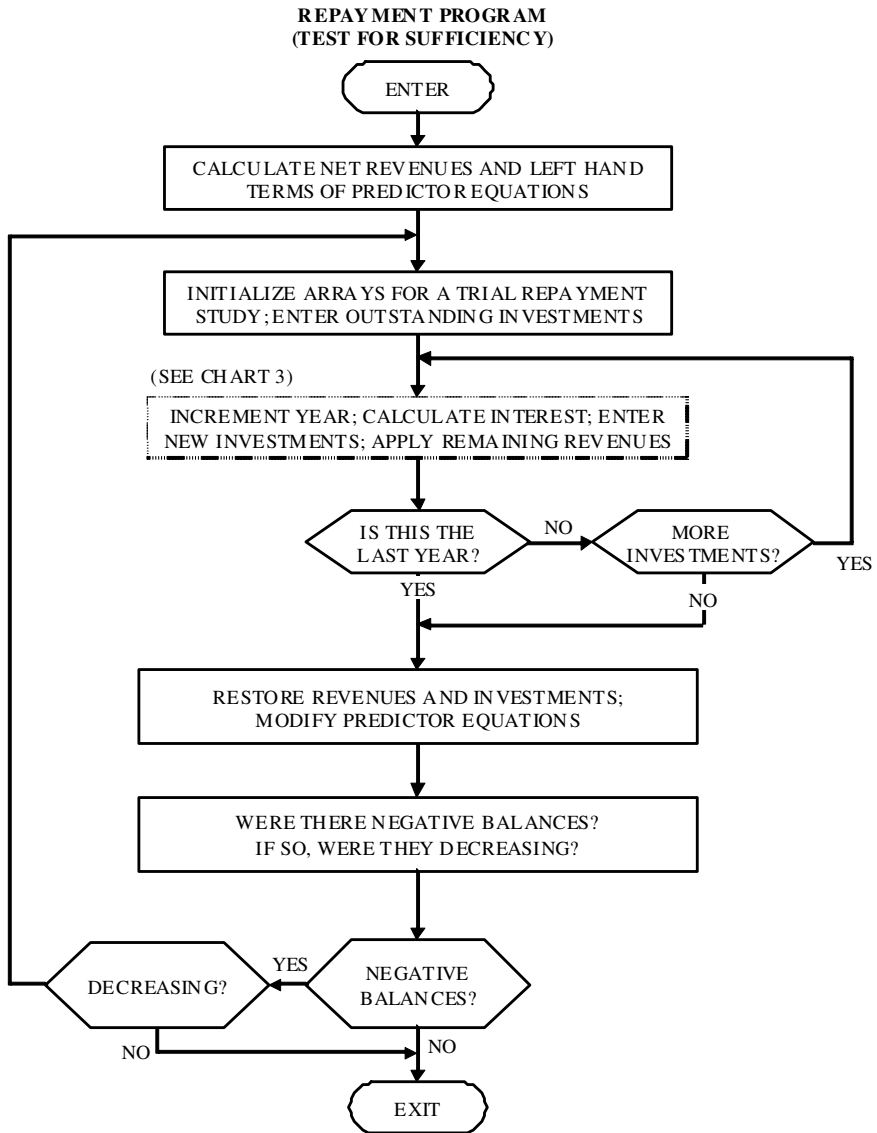 REPAYMENT PROGRAM
(TEST FOR SUFFICIENCY)
ENTER
CALCULATE NET REVENUES AND LEFT HAND
TERMS OF PREDICTOR EQUATIONS
INITIALIZE ARRAYS FOR A TRIAL REPAYMENT
STUDY; ENTER OUTSTANDING INVESTMENTS
(SEE CHART 3)
INCREMENT YEAR; CALCULATE INTEREST; ENTER
NEW INVESTMENTS; APPLY REMAINING REVENUES
IS THIS THE
LAST YEAR?
NO
MORE
INVESTMENTS?
YES
YES
NO
RESTORE REVENUES AND INVESTMENTS;
MODIFY PREDICTOR EQUATIONS
WERE THERE NEGATIVE BALANCES?
IF SO, WERE THEY DECREASING?
DECREASING?
YES
NEGATIVE
BALANCES?
NO
NO
EXIT